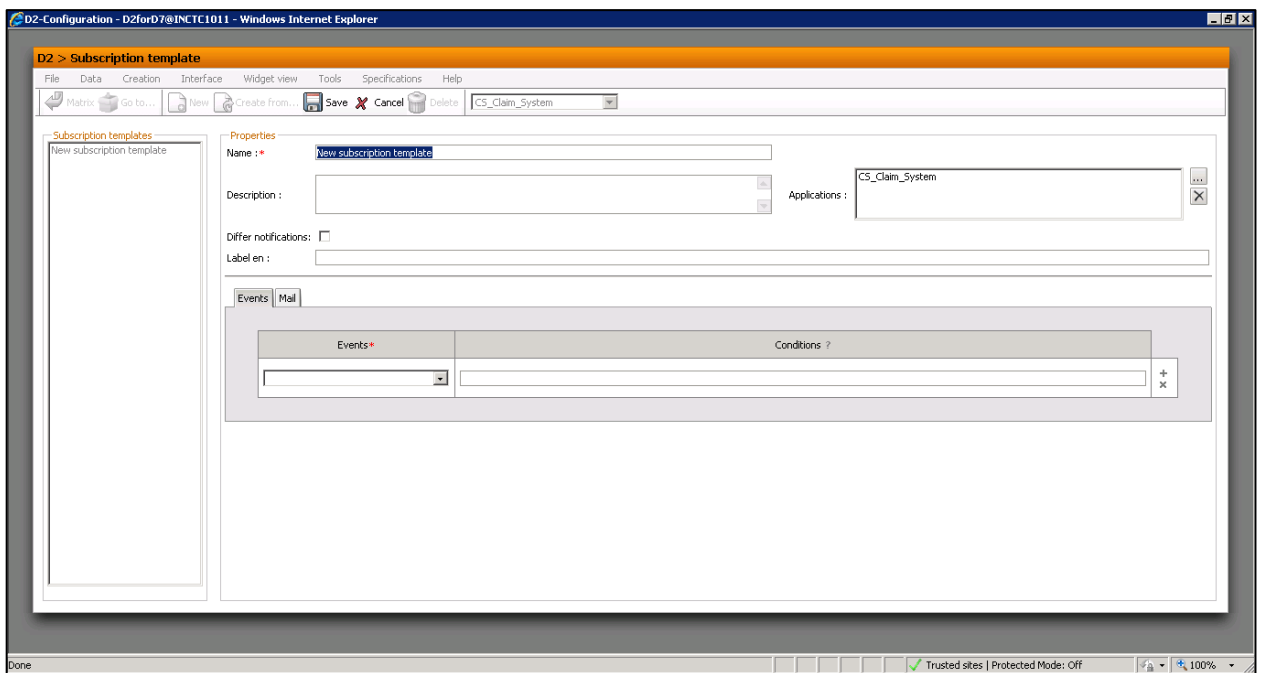 D2-Configuration - D2forD7@INCTC1011 - Windows Internet Explorer
D2 > Subscription template
File Data Creation Interface Widget view Tools Specifications Help
Matrix Go to... New Create from... Save Cancel Delete CS_Claim_System
Subscription templates
New subscription template
Properties
Name :* New subscription template
Description :
Applications : CS_Claim_System
...
Differ notifications:
Label en :
Events Mail
Events* Conditions ?
Done Trusted sites | Protected Mode: Off 100%